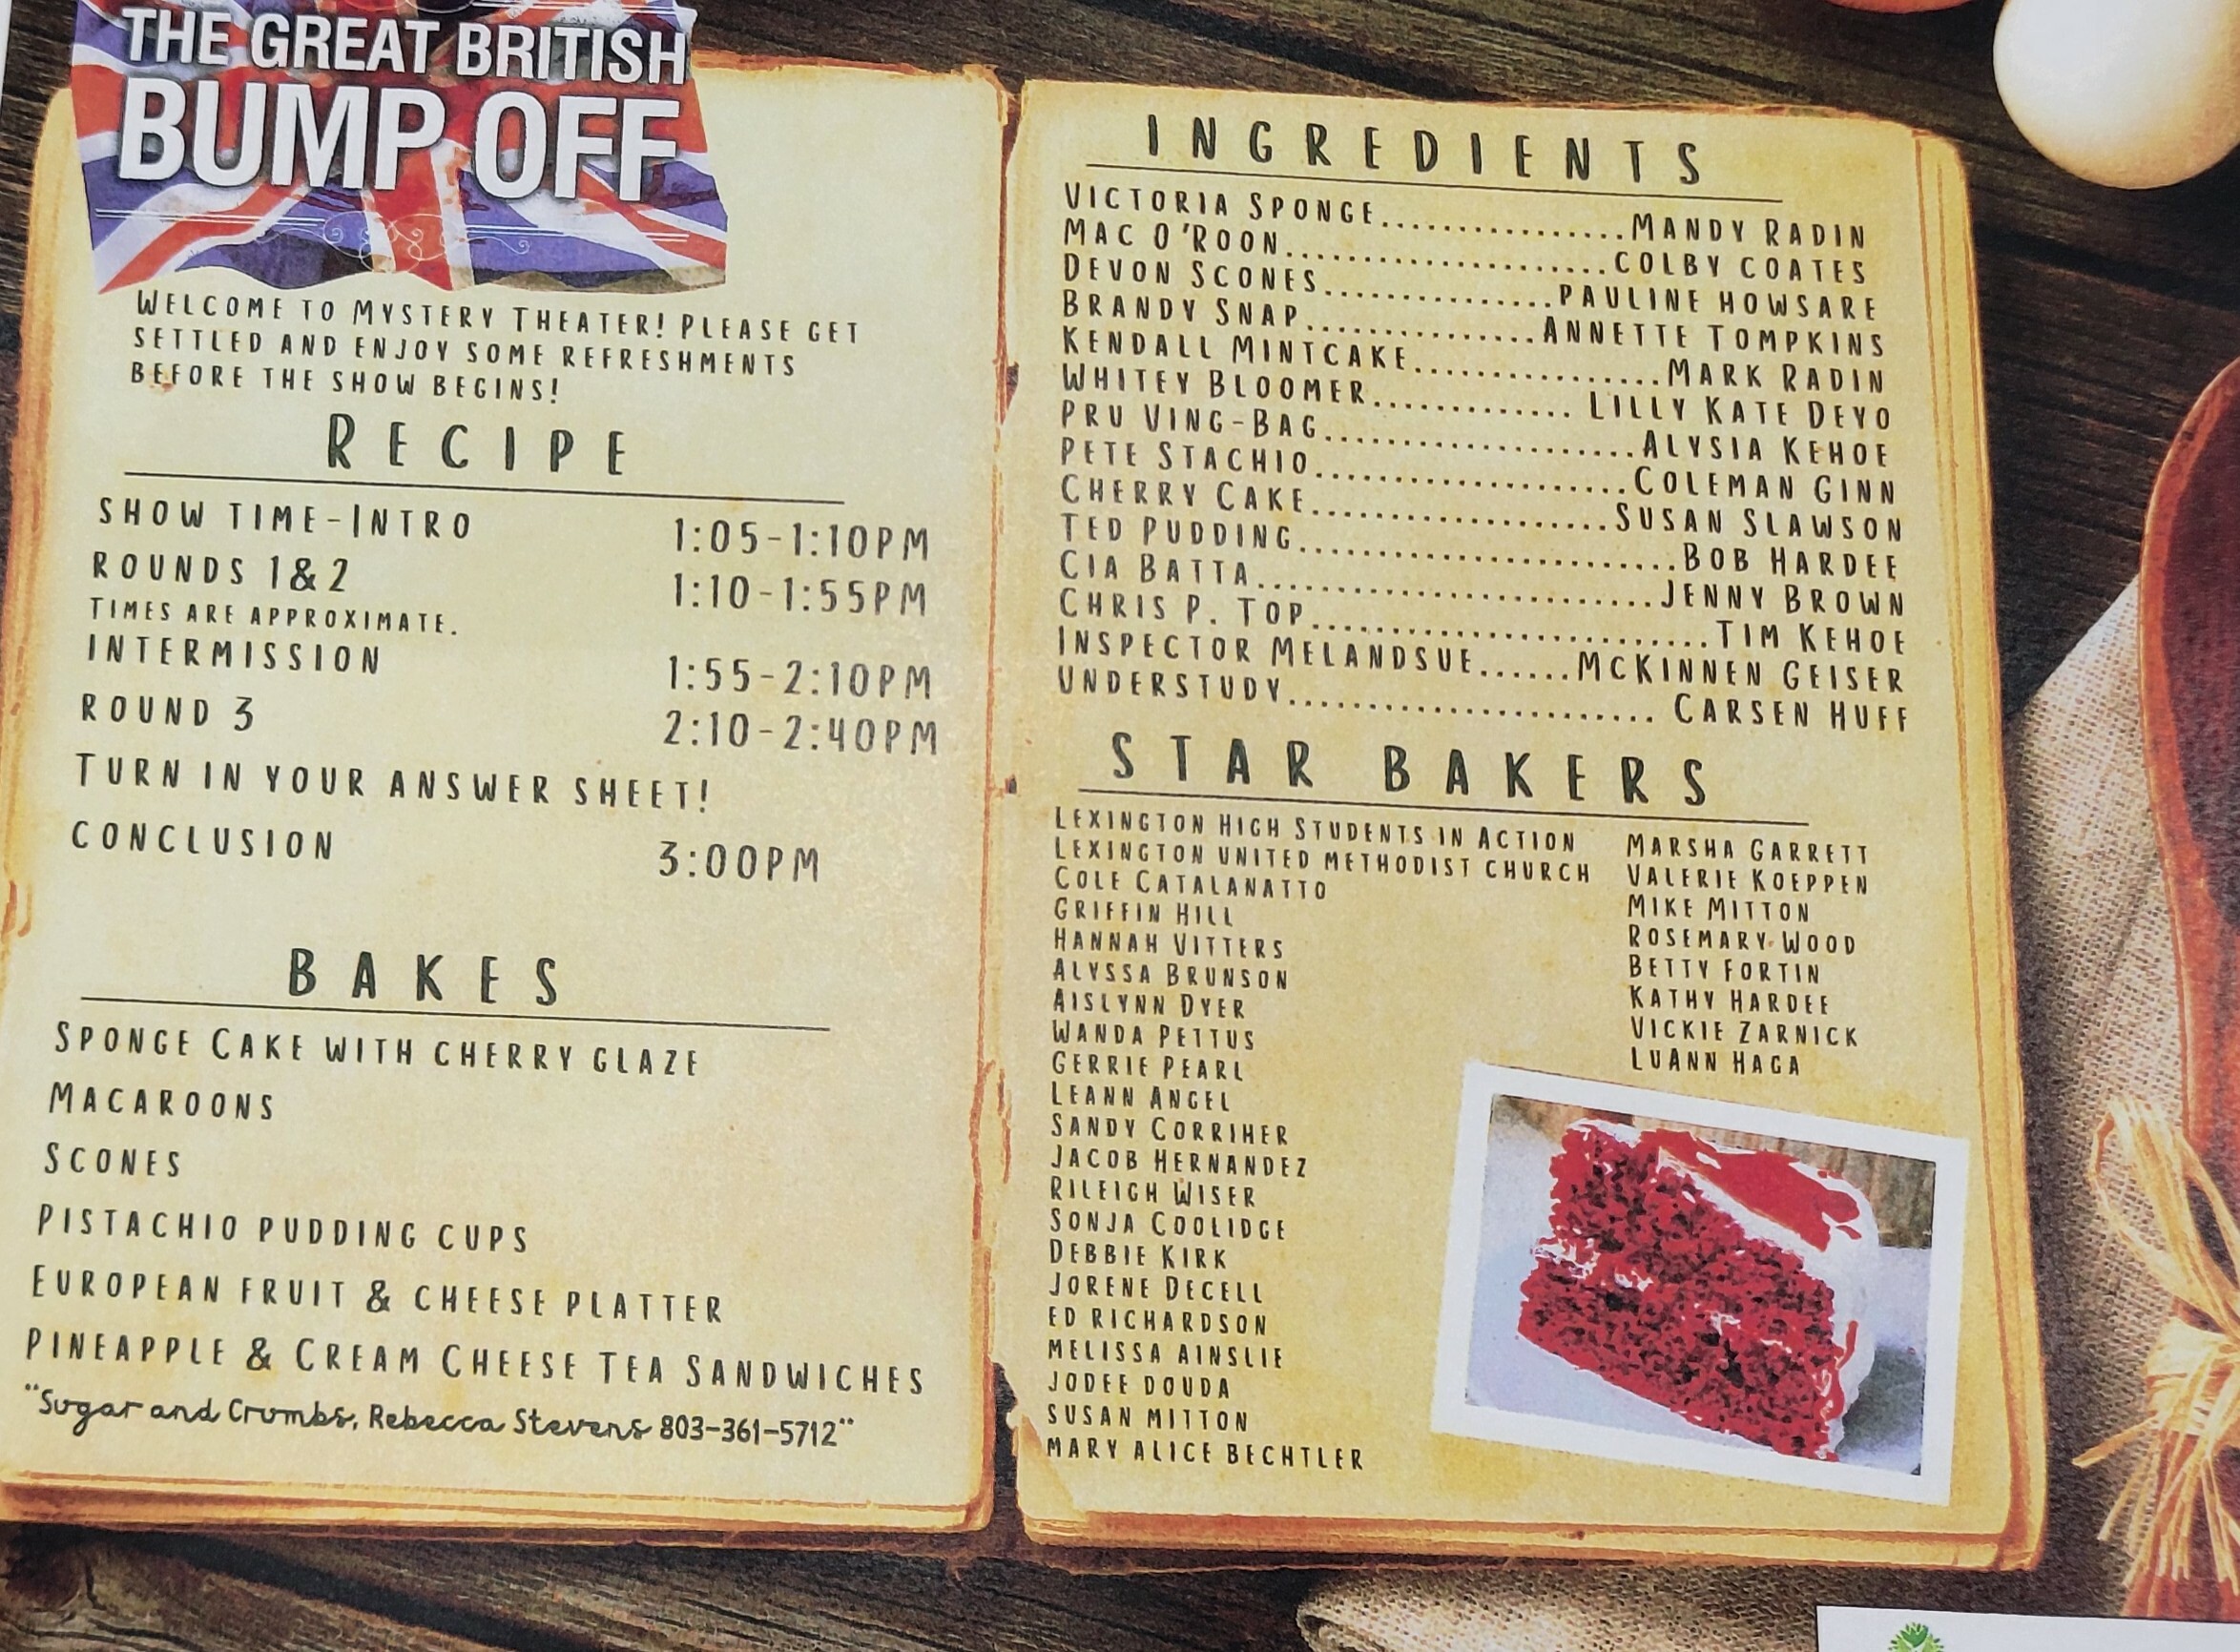 THE GREAT BRITISH
BUMP OFF
WELCOME TO MYSTERY THEATER! PLEASE GET
SETTLED AND ENJOY SOME REFRESHMENTS
BEFORE THE SHOW BEGINS!
RECIPE
SHOW TIME-INTRO 1:05-1:10PM
ROUNDS 1&2 1:10-1:55PM
TIMES ARE APPROXIMATE.
INTERMISSION 1:55-2:10PM
ROUND 3 2:10-2:40PM
TURN IN YOUR ANSWER SHEET!
CONCLUSION 3:00PM
BAKES
SPONGE CAKE WITH CHERRY GLAZE
MACAROONS
SCONES
PISTACHIO PUDDING CUPS
EUROPEAN FRUIT & CHEESE PLATTER
PINEAPPLE & CREAM CHEESE TEA SANDWICHES
"Sugar and Crumbs, Rebecca Stevens 803-361-5712"
INGREDIENTS
VICTORIA SPONGE................MANDY RADIN
MAC O'ROON......................COLBY COATES
DEVON SCONES...............PAULINE HOWSARE
BRANDY SNAP...............ANNETTE TOMPKINS
KENDALL MINTCAKE................MARK RADIN
WHITEY BLOOMER............. LILLY KATE DEYO
PRU VING-BAG.....................ALYSIA KEHOE
PETE STACHIO.....................COLEMAN GINN
CHERRY CAKE....................SUSAN SLAWSON
TED PUDDING.........................BOB HARDEE
CIA BATTA..........................JENNY BROWN
CHRIS P. TOP..........................TIM KEHOE
INSPECTOR MELANDSUE......MCKINNEN GEISER
UNDERSTUDY........................ CARSEN HUFF
STAR BAKERS
LEXINGTON HIGH STUDENTS IN ACTION
LEXINGTON UNITED METHODIST CHURCH
COLE CATALANATTO
GRIFFIN HILL
HANNAH VITTERS
ALYSSA BRUNSON
AISLYNN DYER
WANDA PETTUS
GERRIE PEARL
LEANN ANGEL
SANDY CORRIHER
JACOB HERNANDEZ
RILEIGH WISER
SONJA COOLIDGE
DEBBIE KIRK
JORENE DECELL
ED RICHARDSON
MELISSA AINSLIE
JODEE DOUDA
SUSAN MITTON
MARY ALICE BECHTLER
MARSHA GARRETT
VALERIE KOEPPEN
MIKE MITTON
ROSEMARY WOOD
BETTY FORTIN
KATHY HARDEE
VICKIE ZARNICK
LUANN HAGA